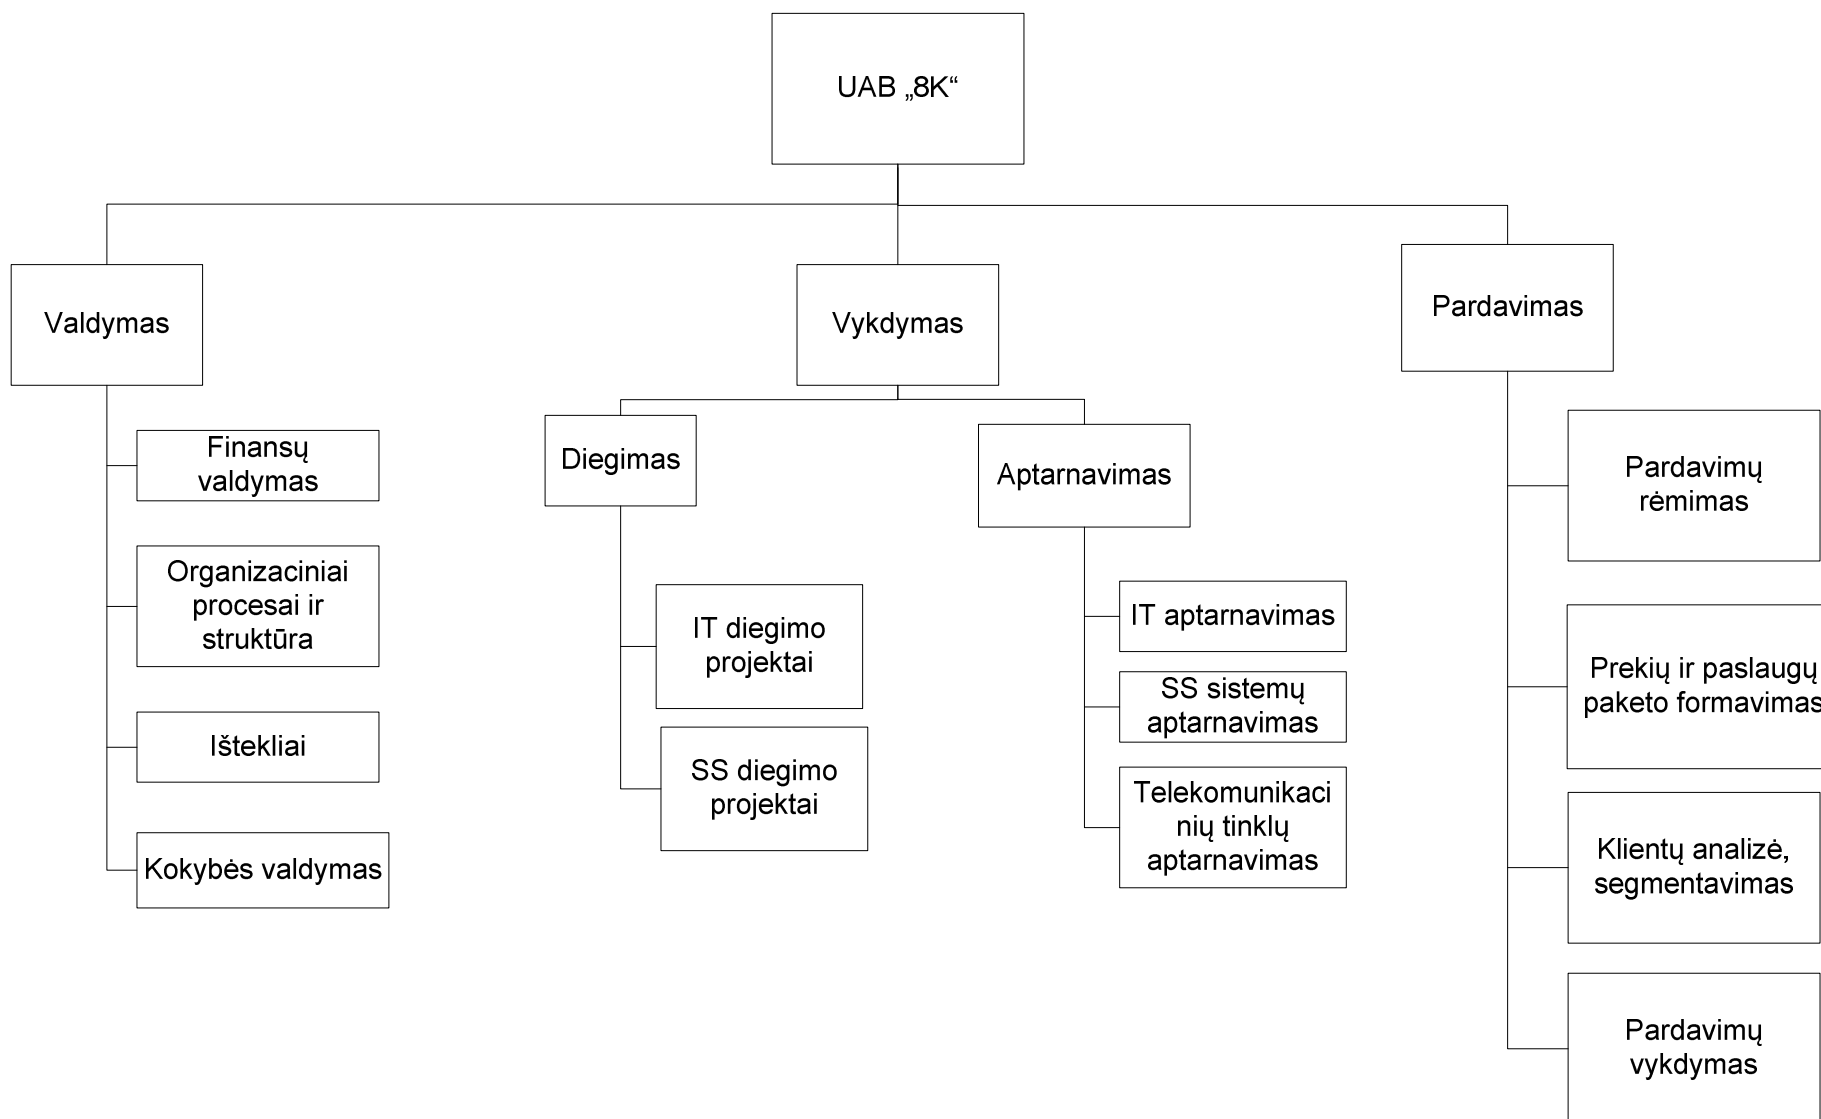 UAB „8K“
Valdymas
Vykdymas
Pardavimas
Finansų
valdymas
Organizaciniai
procesai ir
struktūra
Ištekliai
Kokybės valdymas
Diegimas
IT diegimo
projektai
SS diegimo
projektai
Aptarnavimas
IT aptarnavimas
SS sistemų
aptarnavimas
Telekomunikaci
nių tinklų
aptarnavimas
Pardavimų
rėmimas
Prekių ir paslaugų
paketo formavimas
Klientų analizė,
segmentavimas
Pardavimų
vykdymas